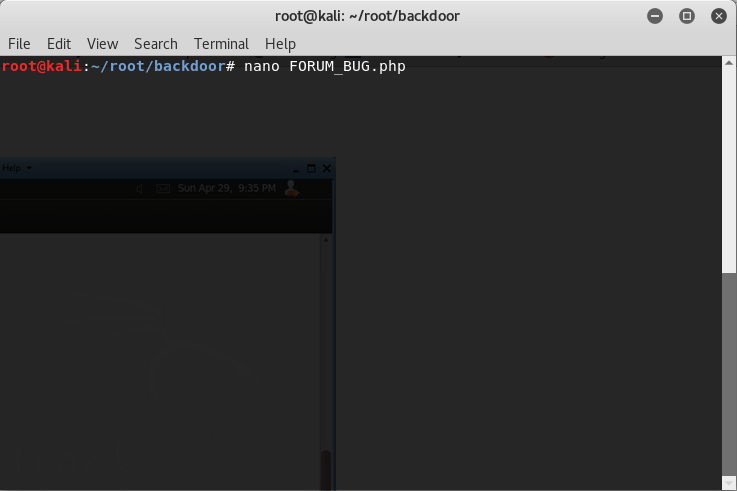 root@kali: ~/root/backdoor
File Edit View Search Terminal Help
root@kali:~/root/backdoor# nano FORUM_BUG.php
Help
Sun Apr 29, 9:35 PM